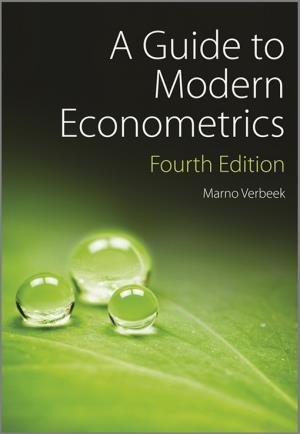 A Guide to
Modern
Econometrics
Fourth Edition
Marno Verbeek